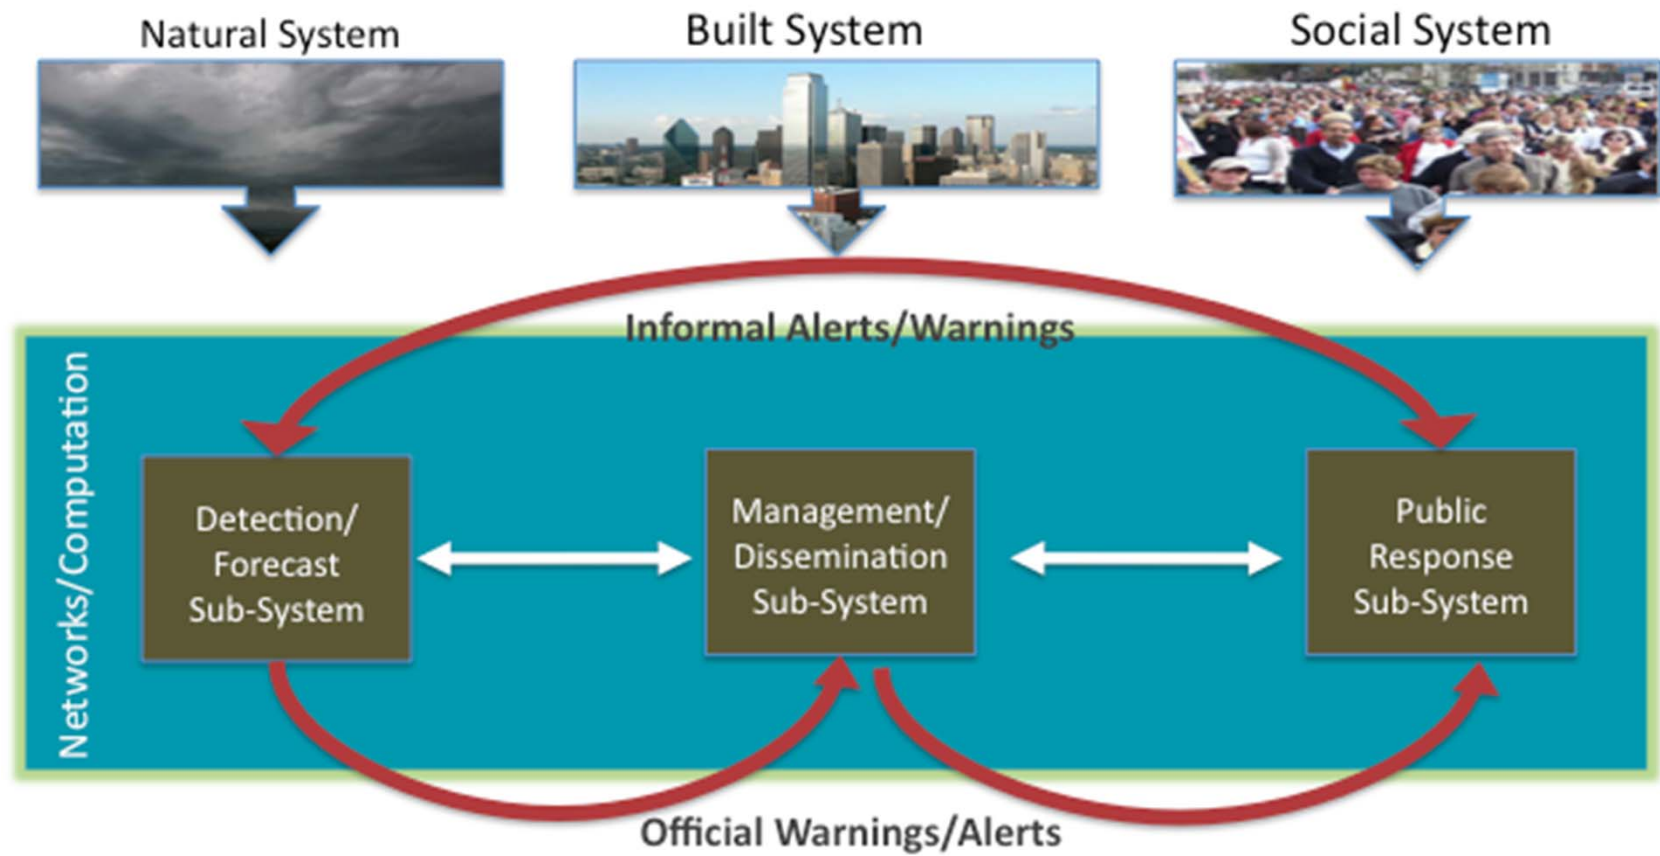 Natural System
Built System
Social System
Informal Alerts/Warnings
Networks/Computation
Detection/
Forecast
Sub-System
Management/
Dissemination
Sub-System
Public
Response
Sub-System
Official Warnings/Alerts